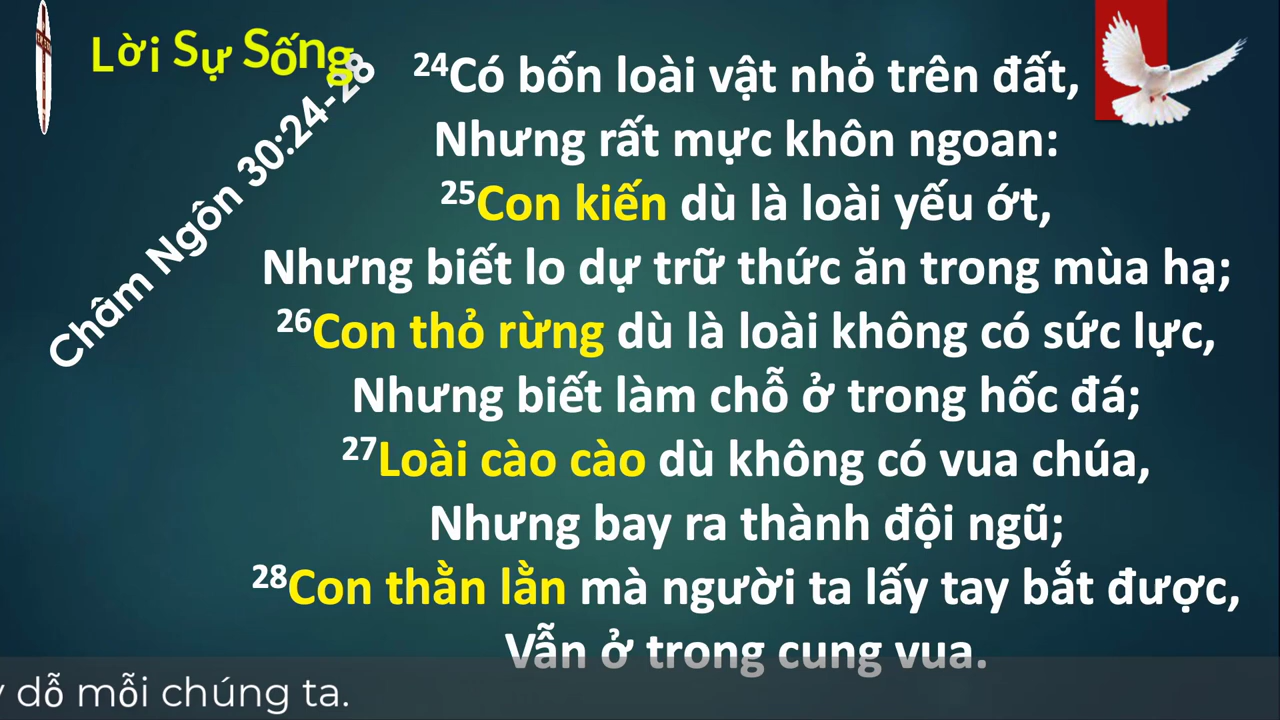 Lời Sự Sống
Châm Ngôn 30:24-28
24Có bốn loài vật nhỏ trên đất,
Nhưng rất mực khôn ngoan:
25Con kiến dù là loài yếu ớt,
Nhưng biết lo dự trữ thức ăn trong mùa hạ;
26Con thỏ rừng dù là loài không có sức lực,
Nhưng biết làm chỗ ở trong hốc đá;
27Loài cào cào dù không có vua chúa,
Nhưng bay ra thành đội ngũ;
28Con thằn lằn mà người ta lấy tay bắt được,
Vẫn ở trong cung vua.
dỗ mỗi chúng ta.